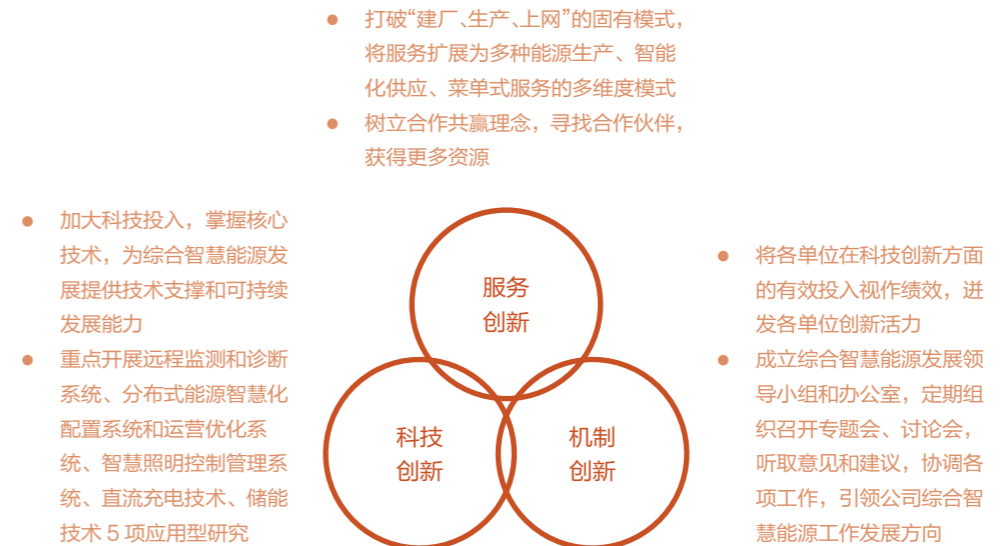 ● 打破“建厂、生产、上网”的固有模式，
将服务扩展为多种能源生产、智能
化供应、菜单式服务的多维度模式
● 树立合作共赢理念，寻找合作伙伴，
获得更多资源
● 加大科技投入，掌握核心
技术，为综合智慧能源发
展提供技术支撑和可持续
发展能力
● 重点开展远程监测和诊断
系统、分布式能源智慧化
配置系统和运营优化系
统、智慧照明控制管理系
统、直流充电技术、储能
技术 5 项应用型研究
服务
创新
科技
创新
机制
创新
● 将各单位在科技创新方面
的有效投入视作绩效，迸
发各单位创新活力
● 成立综合智慧能源发展领
导小组和办公室，定期组
织召开专题会、讨论会，
听取意见和建议，协调各
项工作，引领公司综合智
慧能源工作发展方向